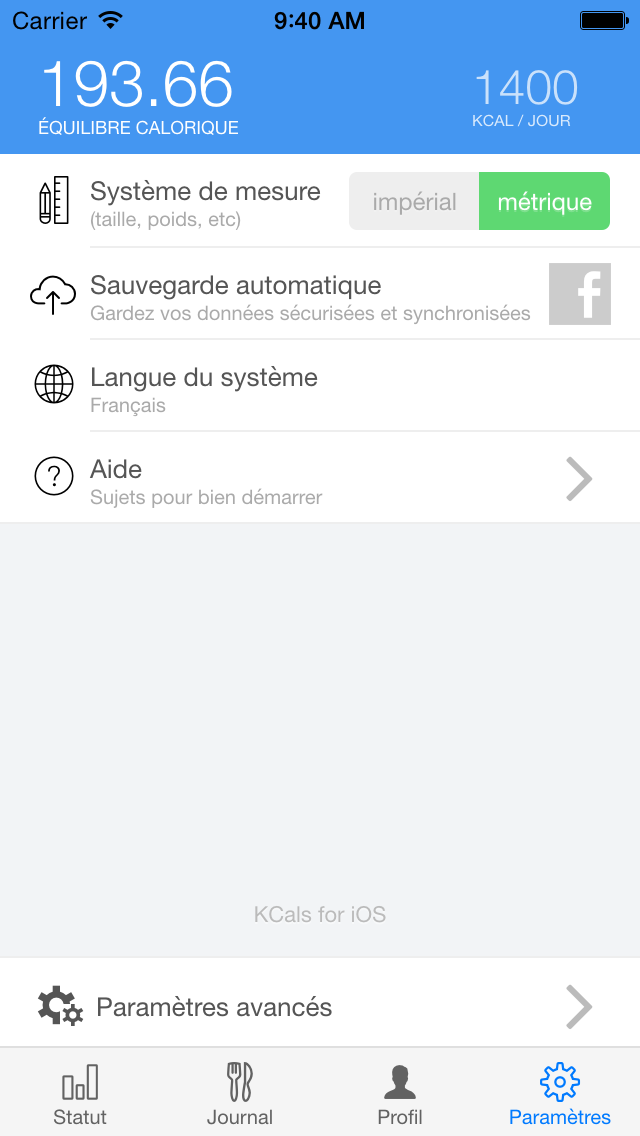 Carrier 9:40 AM
193.66 1400
ÉQUILIBRE CALORIQUE KCAL / JOUR
Système de mesure impérial métrique
(taille, poids, etc)
Sauvegarde automatique f
Gardez vos données sécurisées et synchronisées
Langue du système
Français
? Aide
Sujets pour bien démarrer
KCals for iOS
Paramètres avancés
Statut Journal Profil Paramètres